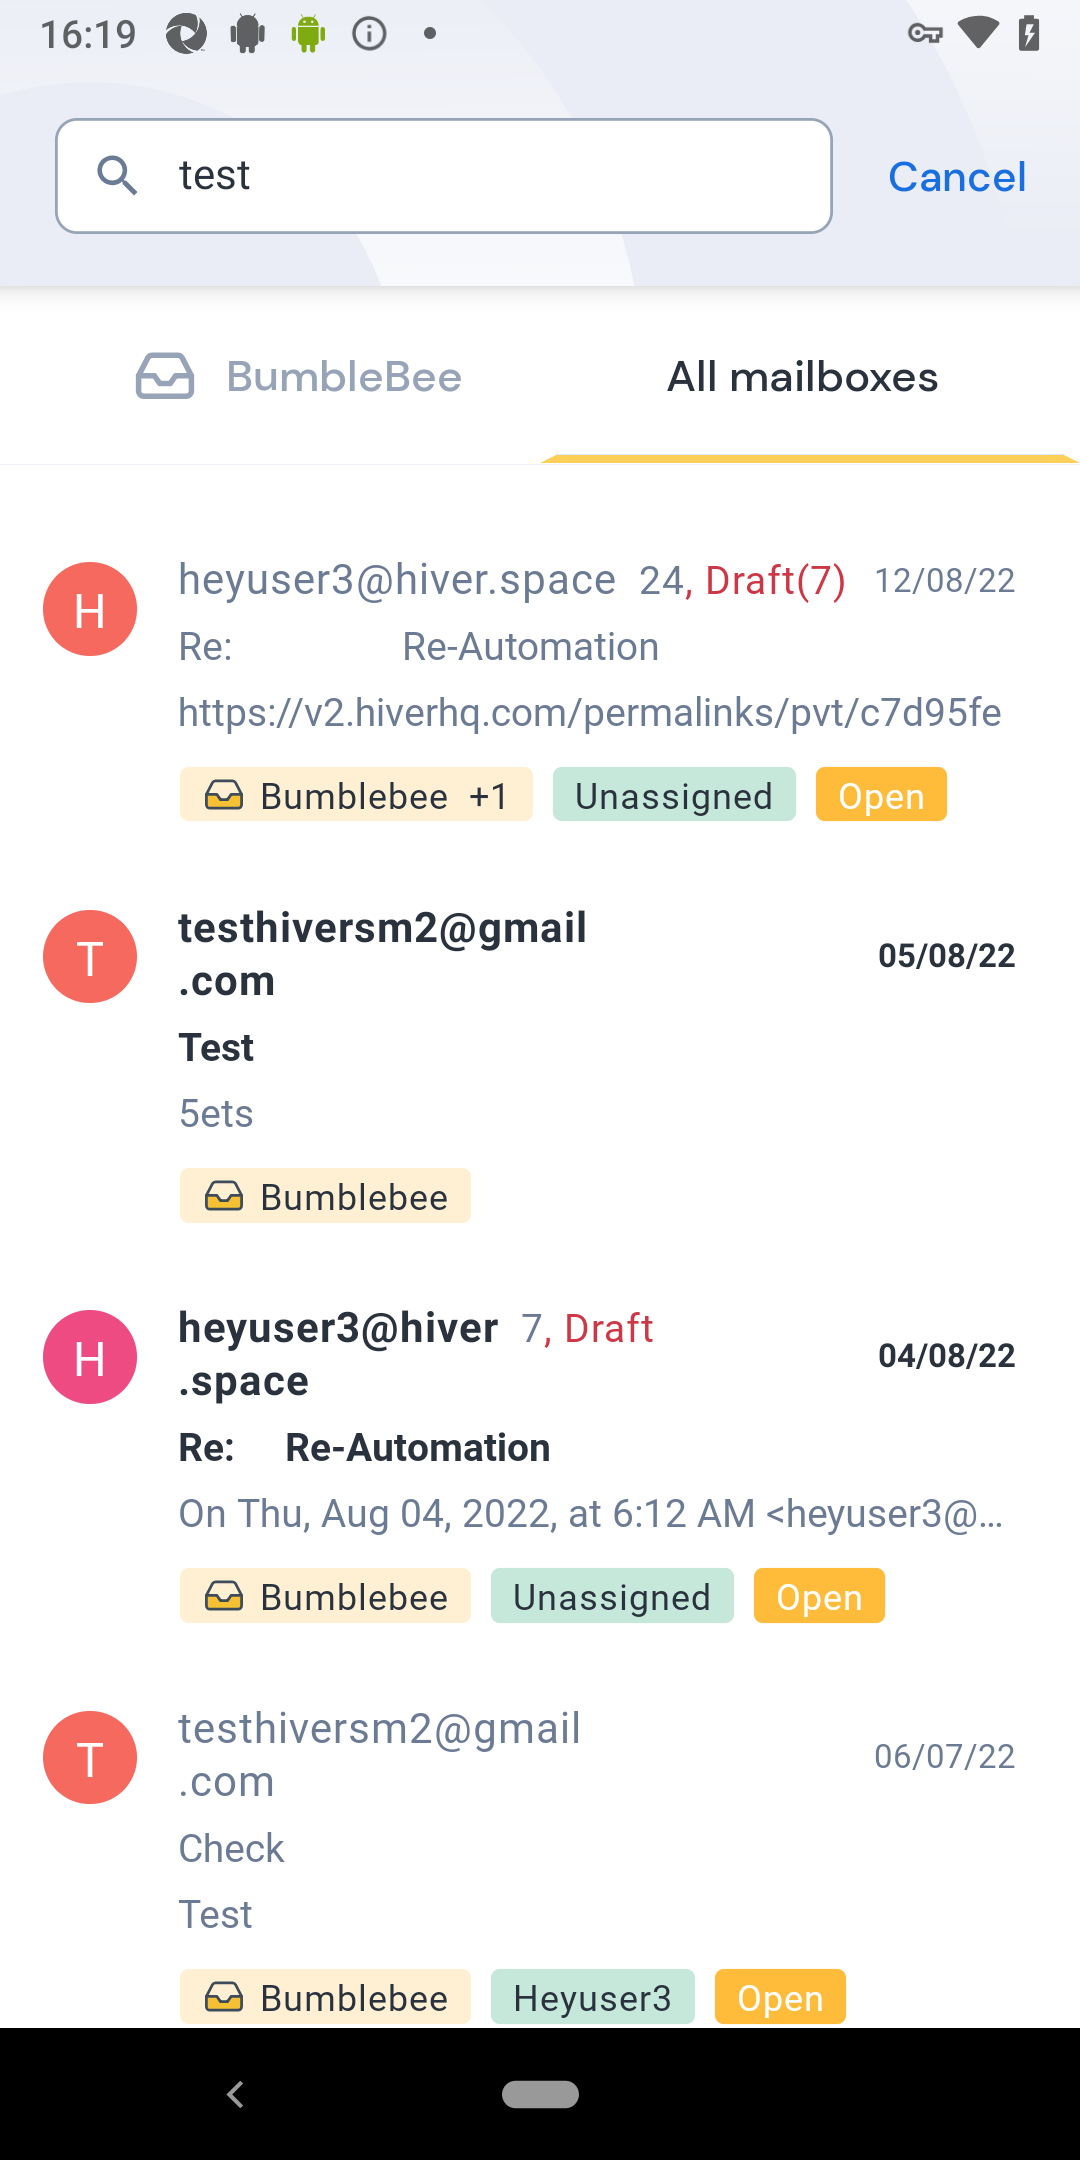 16:19
test
Cancel
BumbleBee
All mailboxes
H
heyuser3@hiver.space 24, Draft(7) 12/08/22
Re: Re-Automation
https://v2.hiverhq.com/permalinks/pvt/c7d95fe
Bumblebee +1 Unassigned Open
T
testhiversm2@gmail
.com
05/08/22
Test
5ets
Bumblebee
H
heyuser3@hiver 7, Draft
.space
04/08/22
Re: Re-Automation
On Thu, Aug 04, 2022, at 6:12 AM <heyuser3@...
Bumblebee Unassigned Open
T
testhiversm2@gmail
.com
06/07/22
Check
Test
Bumblebee Heyuser3 Open